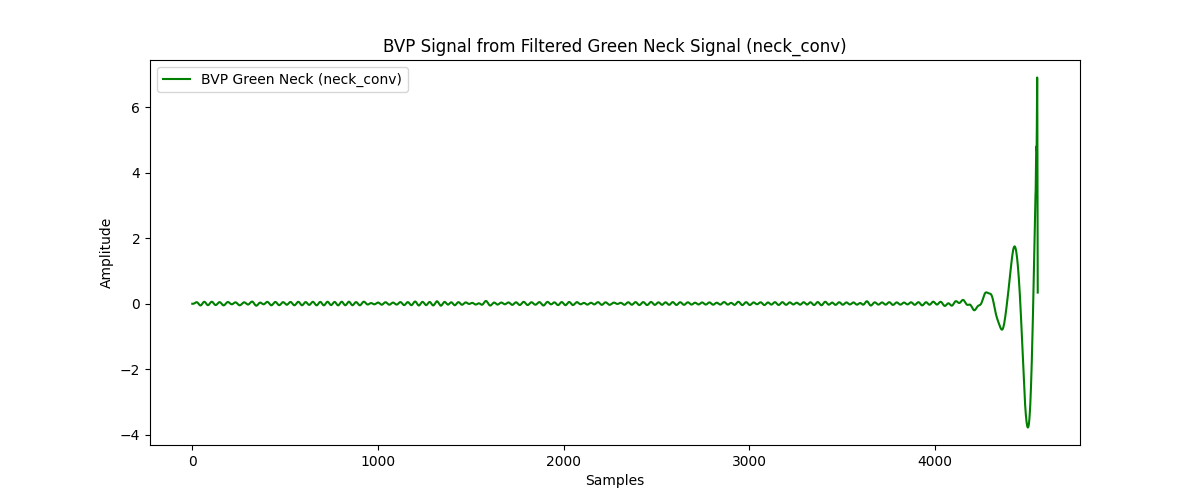 BVP Signal from Filtered Green Neck Signal (neck_conv)
BVP Green Neck (neck_conv)
6
4
2
0
−2
−4
Amplitude
0 1000 2000 3000 4000
Samples